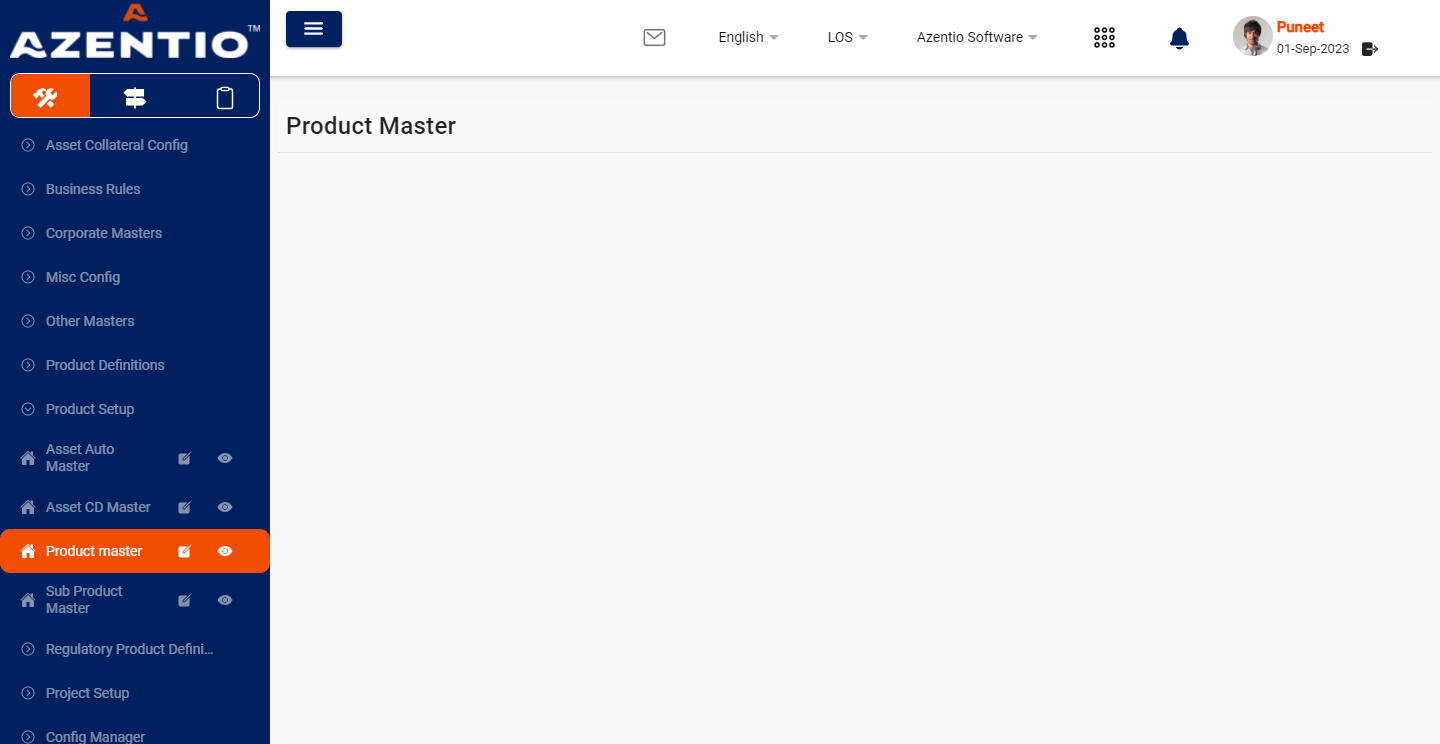 AZENTIO™
English
LOS
Azentio Software
Puneet
01-Sep-2023
Product Master
Asset Collateral Config
Business Rules
Corporate Masters
Misc Config
Other Masters
Product Definitions
Product Setup
Asset Auto
Master
Asset CD Master
Product master
Sub Product
Master
Regulatory Product Defini...
Project Setup
Config Manager